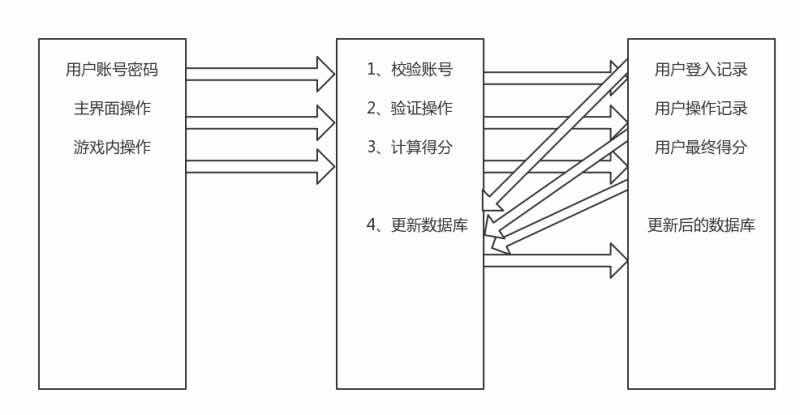 用户账号密码
主界面操作
游戏内操作
1、校验账号
2、验证操作
3、计算得分
4、更新数据库
用户登入记录
用户操作记录
用户最终得分
更新后的数据库